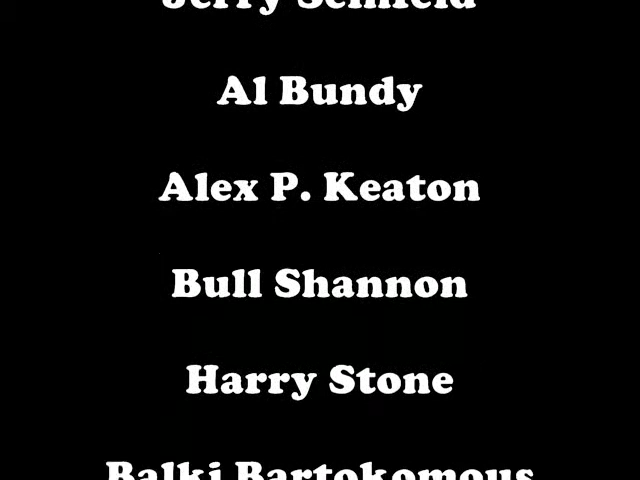 Jerry Seinfeld
Al Bundy
Alex P. Keaton
Bull Shannon
Harry Stone
Balki Bartokomous